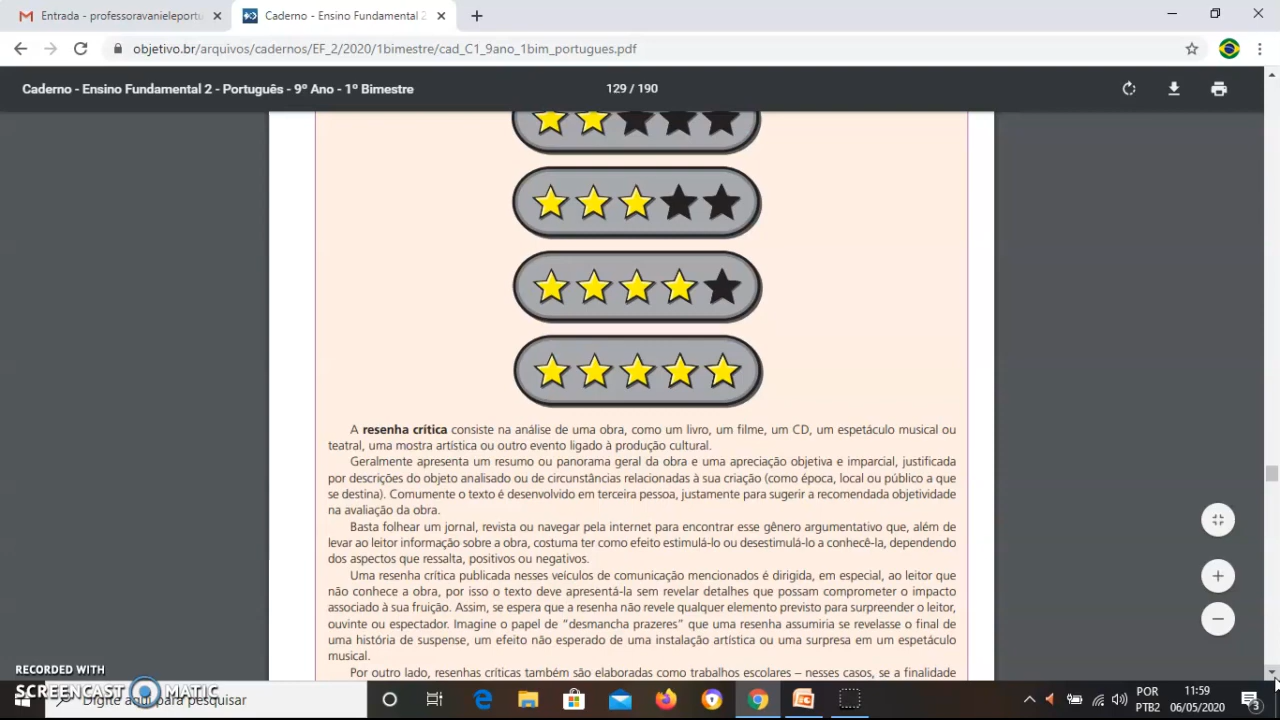 Entrada - professoravanieleportu
Caderno - Ensino Fundamental 2
objetivo.br/arquivos/cadernos/EF_2/2020/1bimestre/cad_C1_9ano_1bim_portugues.pdf
Caderno - Ensino Fundamental 2 - Português - 9º Ano - 1º Bimestre
129 / 190
A resenha crítica consiste na análise de uma obra, como um livro, um filme, um CD, um espetáculo musical ou
teatral, uma mostra artística ou outro evento ligado à produção cultural.
Geralmente apresenta um resumo ou panorama geral da obra e uma apreciação objetiva e imparcial, justificada
por descrições do objeto analisado ou de circunstâncias relacionadas à sua criação (como época, local ou público a que
se destina). Comumente o texto é desenvolvido em terceira pessoa, justamente para sugerir a recomendada objetividade
na avaliação da obra.
Basta folhear um jornal, revista ou navegar pela internet para encontrar esse gênero argumentativo que, além de
levar ao leitor informação sobre a obra, costuma ter como efeito estimulá-lo ou desestimulá-lo a conhecê-la, dependendo
dos aspectos que ressalta, positivos ou negativos.
Uma resenha crítica publicada nesses veículos de comunicação mencionados é dirigida, em especial, ao leitor que
não conhece a obra, por isso o texto deve apresentá-la sem revelar detalhes que possam comprometer o impacto
associado à sua fruição. Assim, se espera que a resenha não revele qualquer elemento previsto para surpreender o leitor,
ouvinte ou espectador. Imagine o papel de “desmancha prazeres” que uma resenha assumiria se revelasse o final de
uma história de suspense, um efeito não esperado de uma instalação artística ou uma surpresa em um espetáculo
musical.
Por outro lado, resenhas críticas também são elaboradas como trabalhos escolares – nesses casos, se a finalidade
RECORDED WITH
SCREENCAST MATIC
Digite aqui para pesquisar
POR
PTB2
11:59
06/05/2020
3